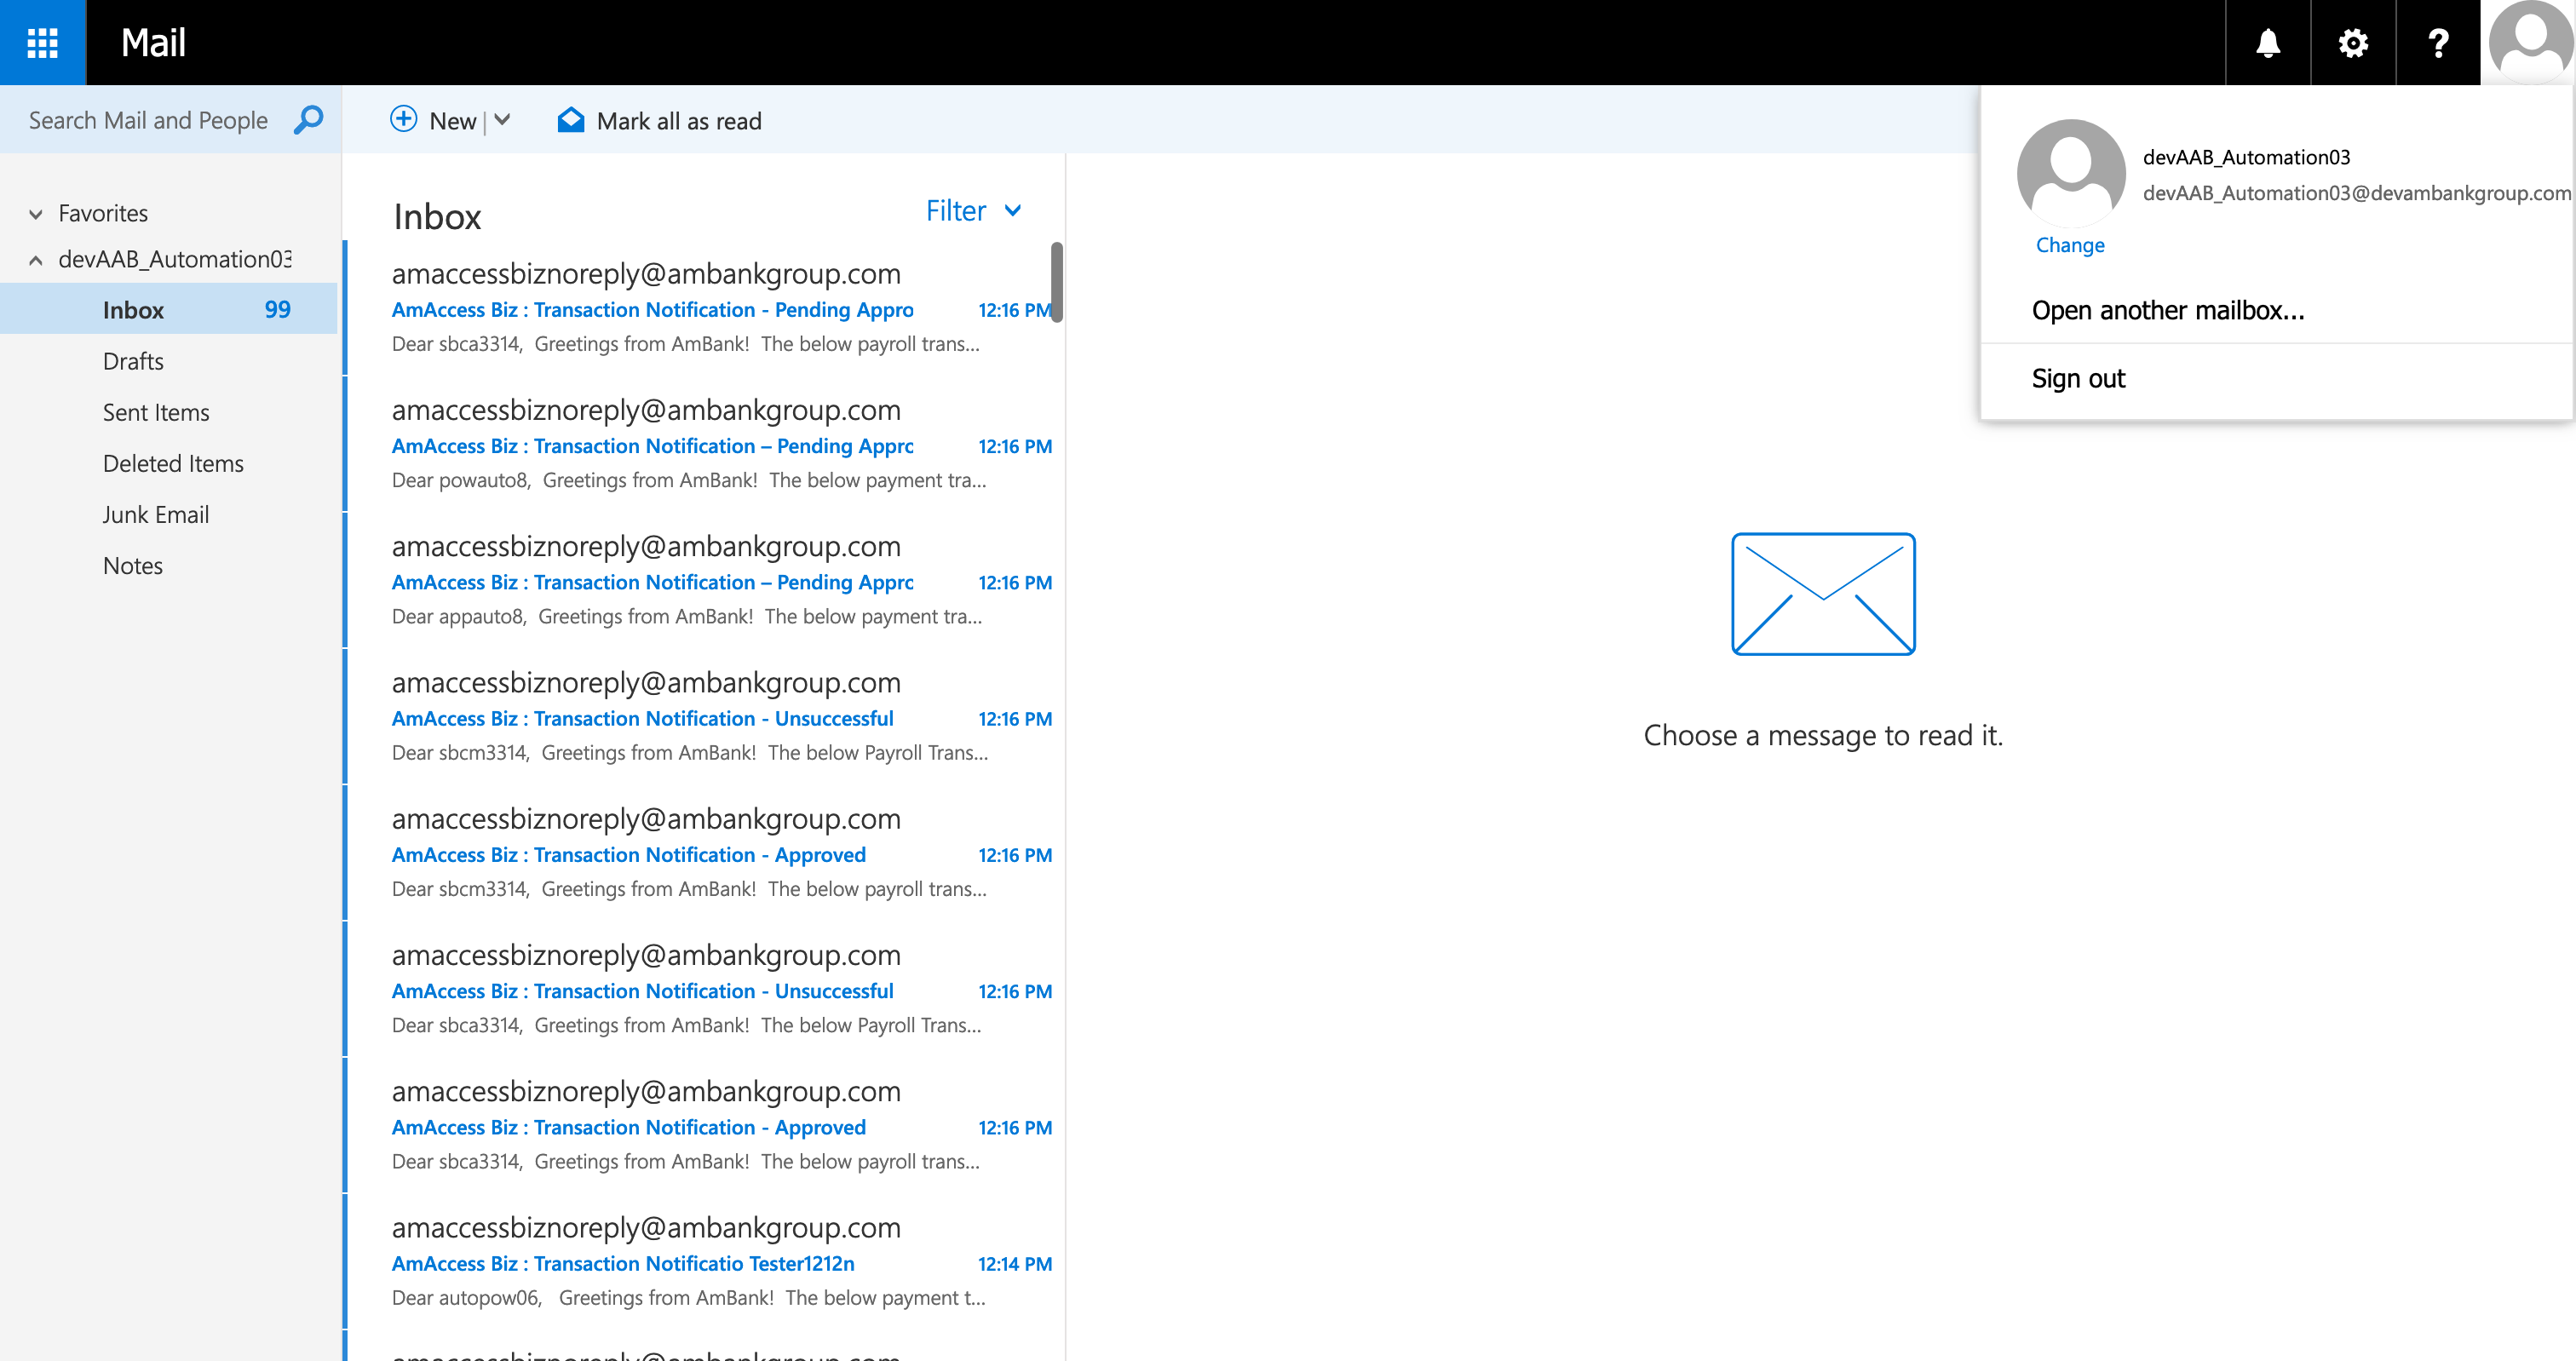 Mail
Search Mail and People
New
Mark all as read
Favorites
devAAB_Automation03
Inbox 99
Drafts
Sent Items
Deleted Items
Junk Email
Notes
Inbox
Filter
amaccessbiznoreply@ambankgroup.com
AmAccess Biz : Transaction Notification - Pending Appro 12:16 PM
Dear sbca3314, Greetings from AmBank! The below payroll trans...
amaccessbiznoreply@ambankgroup.com
AmAccess Biz : Transaction Notification – Pending Appro 12:16 PM
Dear powauto8, Greetings from AmBank! The below payment tra...
amaccessbiznoreply@ambankgroup.com
AmAccess Biz : Transaction Notification – Pending Appro 12:16 PM
Dear appauto8, Greetings from AmBank! The below payment tra...
amaccessbiznoreply@ambankgroup.com
AmAccess Biz : Transaction Notification - Unsuccessful 12:16 PM
Dear sbcm3314, Greetings from AmBank! The below Payroll Trans...
amaccessbiznoreply@ambankgroup.com
AmAccess Biz : Transaction Notification - Approved 12:16 PM
Dear sbcm3314, Greetings from AmBank! The below payroll trans...
amaccessbiznoreply@ambankgroup.com
AmAccess Biz : Transaction Notification - Unsuccessful 12:16 PM
Dear sbca3314, Greetings from AmBank! The below Payroll Trans...
amaccessbiznoreply@ambankgroup.com
AmAccess Biz : Transaction Notification - Approved 12:16 PM
Dear sbca3314, Greetings from AmBank! The below payroll trans...
amaccessbiznoreply@ambankgroup.com
AmAccess Biz : Transaction Notificatio Tester1212n 12:14 PM
Dear autopow06, Greetings from AmBank! The below payment t...
Choose a message to read it.
devAAB_Automation03
devAAB_Automation03@devambankgroup.com
Change
Open another mailbox...
Sign out